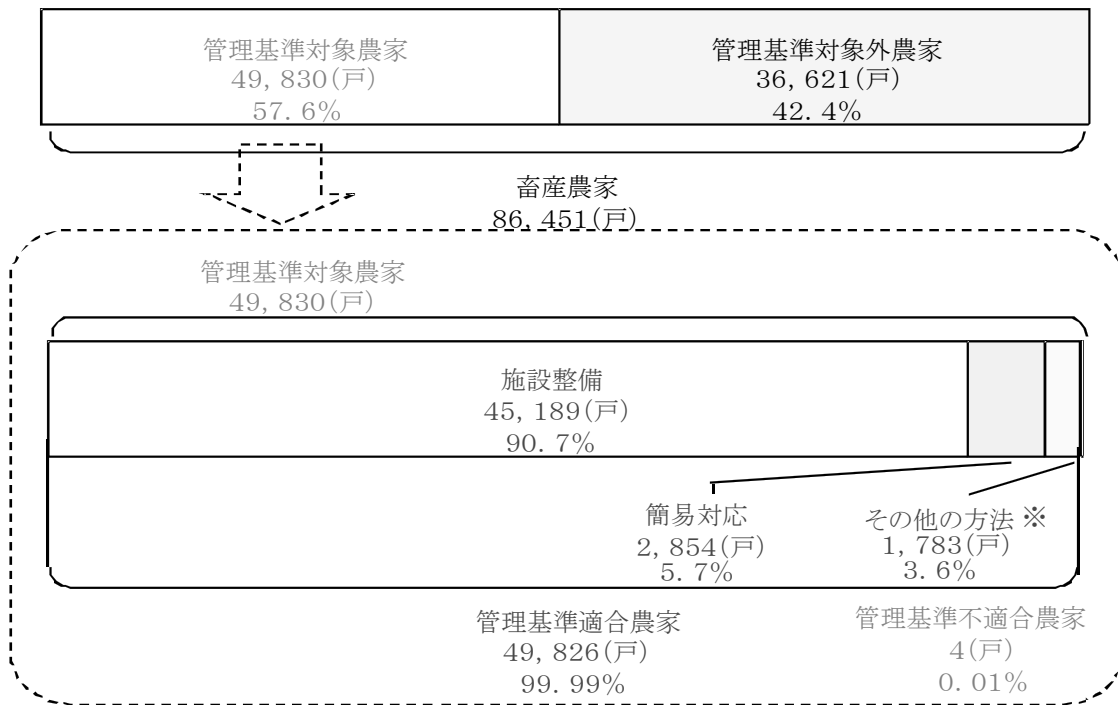 管理基準対象農家
49, 830(戸)
57. 6%
管理基準対象外農家
36, 621(戸)
42. 4%
畜産農家
86, 451(戸)
管理基準対象農家
49, 830(戸)
施設整備
45, 189(戸)
90. 7%
簡易対応
2, 854(戸)
5. 7%
その他の方法 ※
1, 783(戸)
3. 6%
管理基準適合農家
49, 826(戸)
99. 99%
管理基準不適合農家
4(戸)
0. 01%